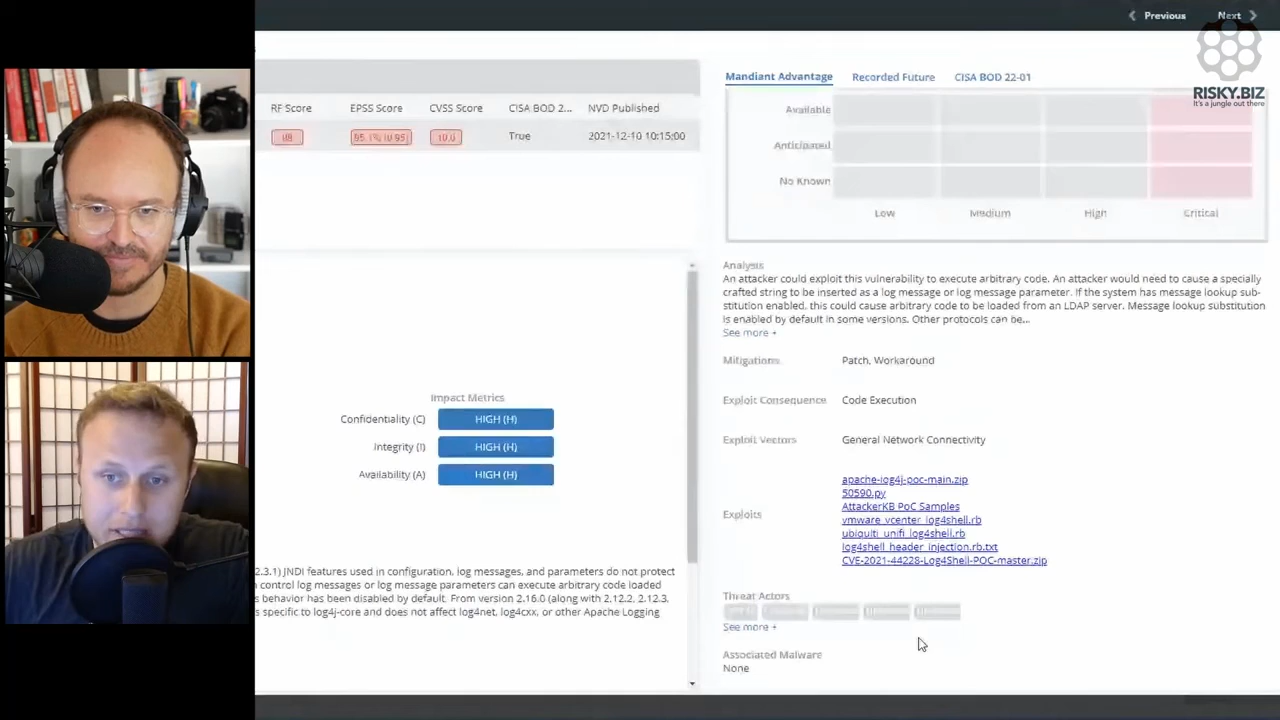 Previous Next
RISKY.BIZ
It's a jungle out there
Mandiant Advantage Recorded Future CISA BOD 22-01
RF Score EPSS Score CVSS Score CISA BOD 2... NVD Published
10.0 True 2021-12-10 10:15:00
Available
Anticipated
No Known
Low Medium High Critical
Analysis
An attacker could exploit this vulnerability to execute arbitrary code. An attacker would need to cause a specially
crafted string to be inserted as a log message or log message parameter. If the system has message lookup sub-
stitution enabled, this could cause arbitrary code to be loaded from an LDAP server. Message lookup substitution
is enabled by default in some versions. Other protocols can be...
See more +
Mitigations Patch, Workaround
Exploit Consequence Code Execution
Exploit Vectors General Network Connectivity
Exploits
apache-log4j-poc-main.zip
50590.py
AttackerKB PoC Samples
vmware_vcenter_log4shell.rb
ubiquiti_unifi_log4shell.rb
log4shell_header_injection.rb.txt
CVE-2021-44228-Log4Shell-POC-master.zip
Threat Actors
See more +
Associated Malware
None
Impact Metrics
Confidentiality (C) HIGH (H)
Integrity (I) HIGH (H)
Availability (A) HIGH (H)
2.3.1) JNDI features used in configuration, log messages, and parameters do not protect
control log messages or log message parameters can execute arbitrary code loaded
s behavior has been disabled by default. From version 2.16.0 (along with 2.12.2, 2.12.3,
s specific to log4j-core and does not affect log4net, log4cxx, or other Apache Logging